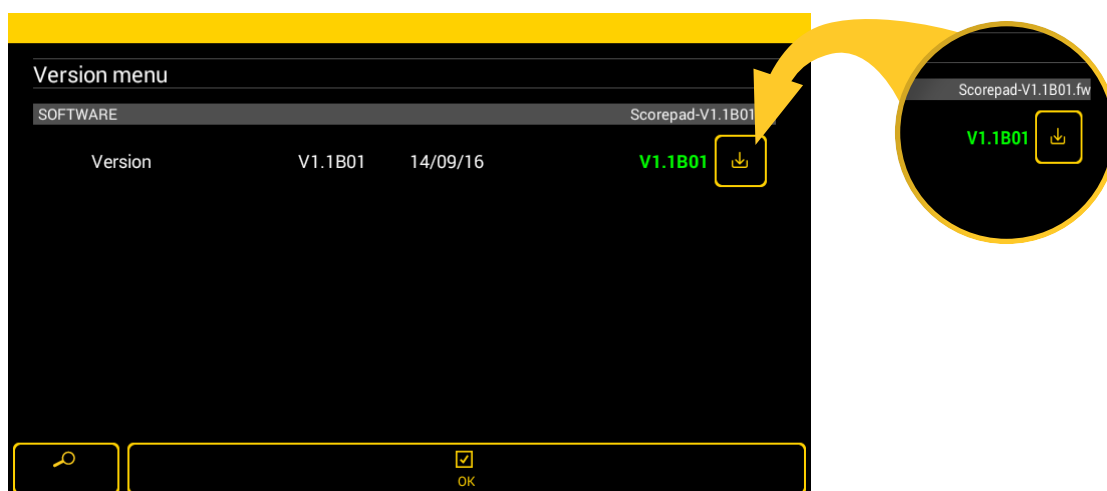 Version menu
SOFTWARE Scorepad-V1.1B01
Version V1.1B01 14/09/16 V1.1B01
OK
Scorepad-V1.1B01.fw
V1.1B01